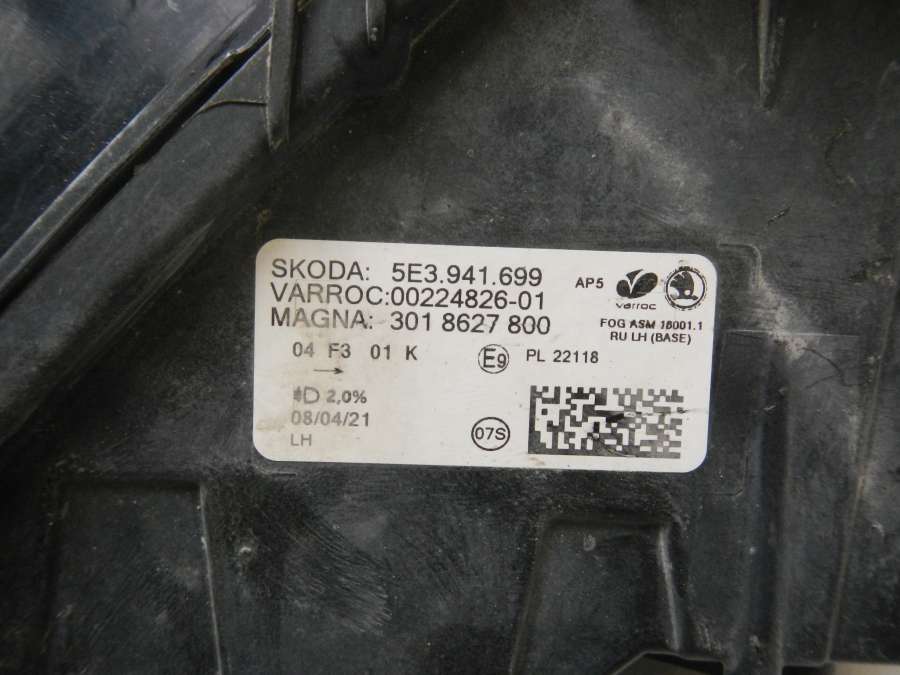 SKODA: 5E3.941.699
VARROC:00224826-01
MAGNA: 301 8627 800
AP5
varroc
FOG ASM 18001.1
RU LH (BASE)
04 F3 01 K
E9 PL 22118
2,0%
08/04/21
LH
07S